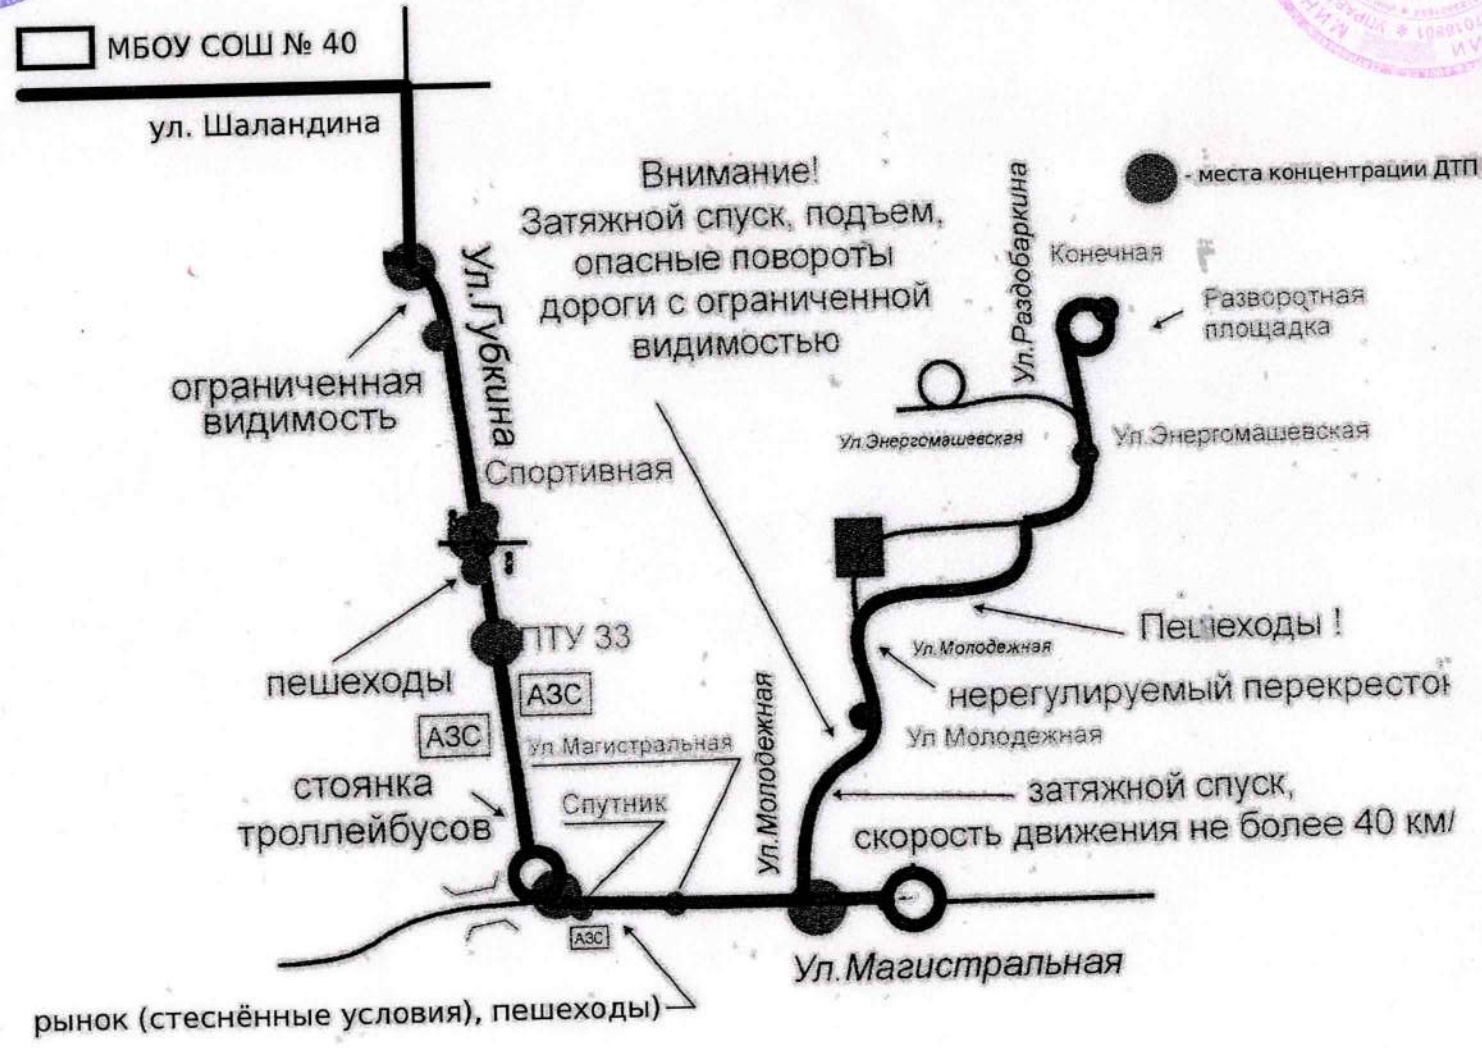 МБОУ СОШ № 40
ул. Шаландина
Внимание!
Затяжной спуск, подъем,
опасные повороты
дороги с ограниченной
видимостью
- места концентрации ДТП
Ул.Раздобаркина
Конечная
Разворотная
площадка
Ул.Губкина
ограниченная
видимость
Ул.Энергомашевская
Ул.Энергомашевская
Спортивная
ПТУ 33
пешеходы
АЗС
АЗС
Пешеходы !
Ул.Молодежная
нерегулируемый перекресток
Ул Молодежная
Ул Магистральная
Ул.Молодежная
стоянка
троллейбусов
Спутник
затяжной спуск,
скорость движения не более 40 км/
АЗС
Ул.Магистральная
рынок (стеснённые условия), пешеходы)